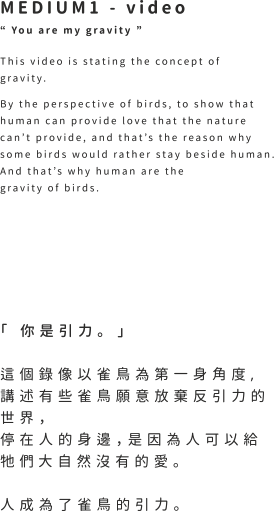 MEDIUM1 - video
“ You are my gravity ”
This video is stating the concept of
gravity.
By the perspective of birds, to show that
human can provide love that the nature
can’t provide, and that’s the reason why
some birds would rather stay beside human.
And that’s why human are the
gravity of birds.
「 你是引力。」
這個錄像以雀鳥為第一身角度，
講述有些雀鳥願意放棄反引力的
世界，
停在人的身邊，是因為人可以給
牠們大自然沒有的愛。
人成為了雀鳥的引力。